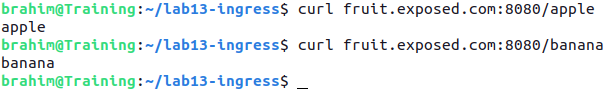 brahim@Training:~/lab13-ingress$ curl fruit.exposed.com:8080/apple
apple
brahim@Training:~/lab13-ingress$ curl fruit.exposed.com:8080/banana
banana
brahim@Training:~/lab13-ingress$ _